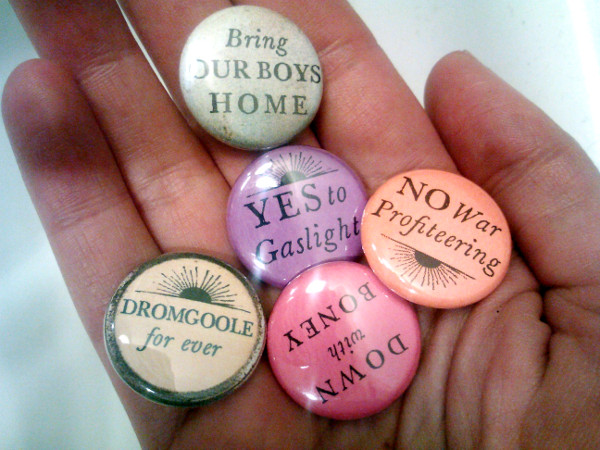 Bring
OUR BOYS
HOME
YES to
Gaslight
NO War
Profiteering
DROMGOOLE
for ever
DOWN
with
BONEY